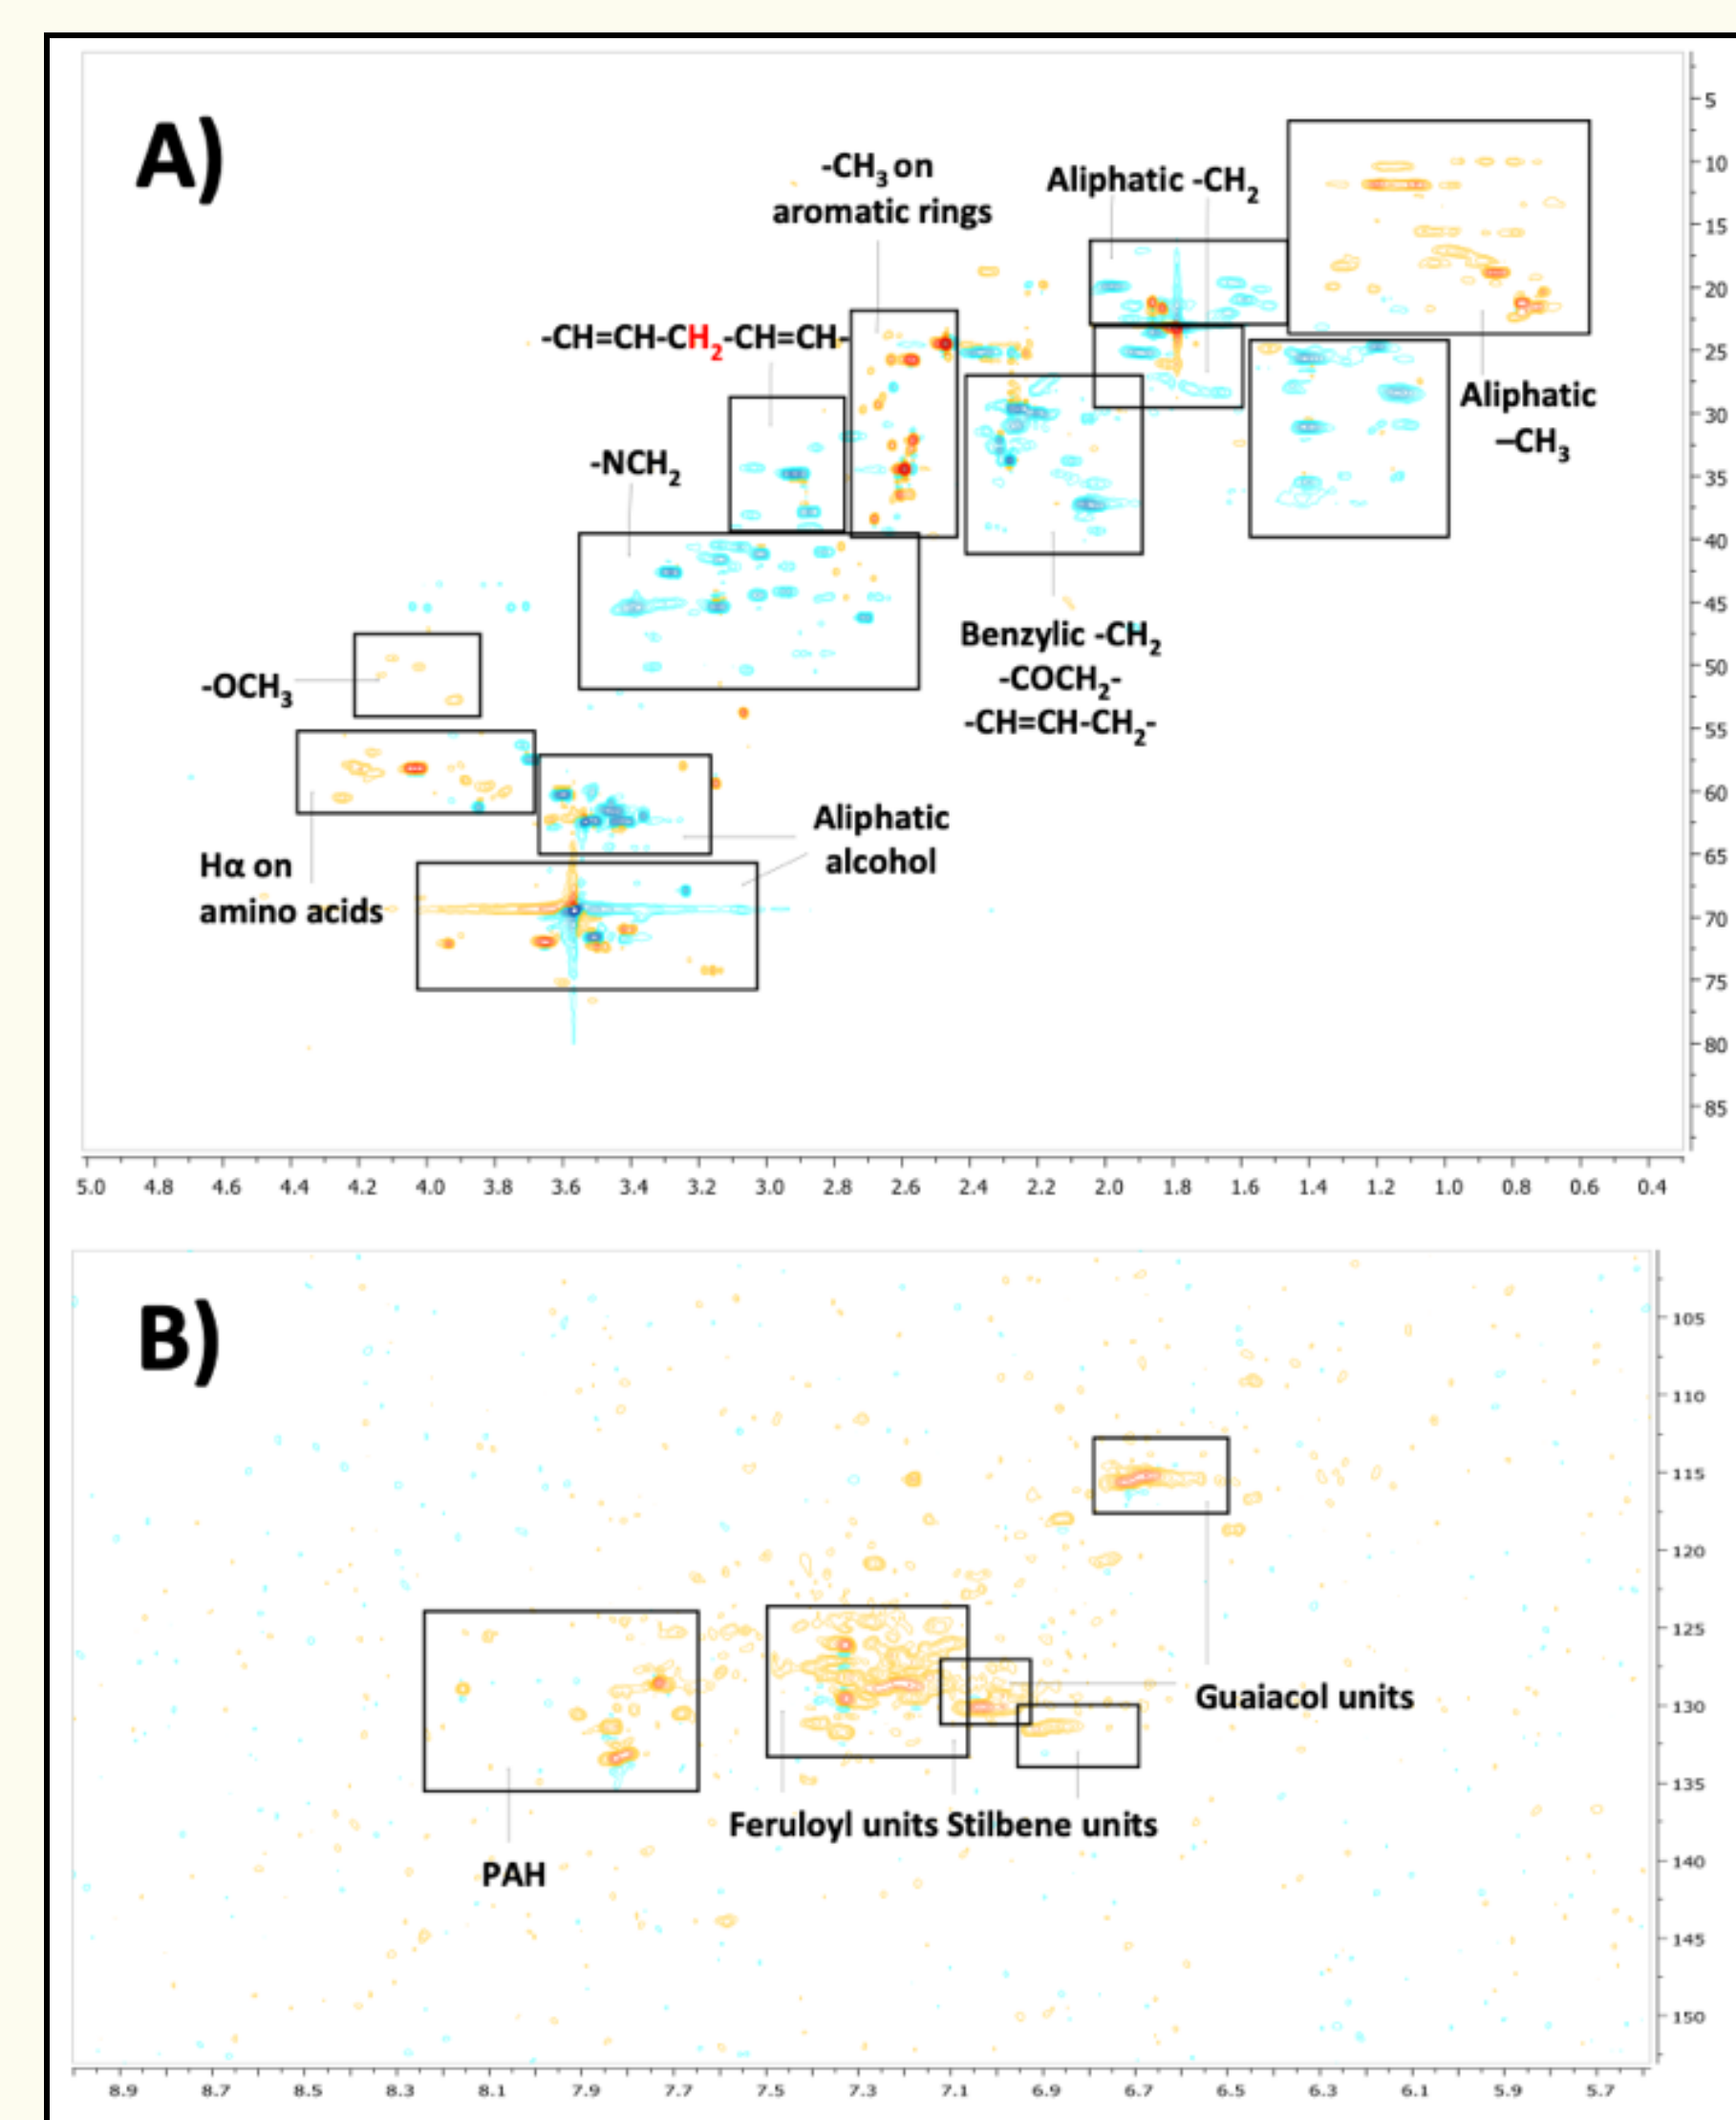 A)
-CH3 on
aromatic rings
Aliphatic -CH2
-CH=CH-CH2-CH=CH-
-NCH2
Aliphatic
–CH3
-OCH3
Benzylic -CH2
-COCH2-
-CH=CH-CH2-
Hα on
amino acids
Aliphatic
alcohol
5
10
15
20
25
30
35
40
45
50
55
60
65
70
75
80
85
5.0 4.8 4.6 4.4 4.2 4.0 3.8 3.6 3.4 3.2 3.0 2.8 2.6 2.4 2.2 2.0 1.8 1.6 1.4 1.2 1.0 0.8 0.6 0.4
B)
Guaiacol units
Feruloyl units Stilbene units
PAH
105
110
115
120
125
130
135
140
145
150
8.9 8.7 8.5 8.3 8.1 7.9 7.7 7.5 7.3 7.1 6.9 6.7 6.5 6.3 6.1 5.9 5.7